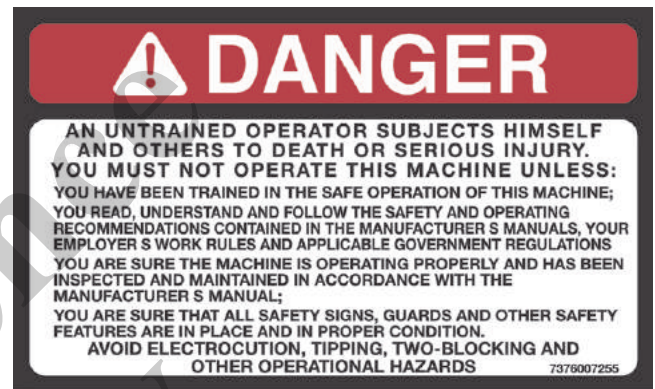 DANGER
AN UNTRAINED OPERATOR SUBJECTS HIMSELF
AND OTHERS TO DEATH OR SERIOUS INJURY.
YOU MUST NOT OPERATE THIS MACHINE UNLESS:
YOU HAVE BEEN TRAINED IN THE SAFE OPERATION OF THIS MACHINE;
YOU READ, UNDERSTAND AND FOLLOW THE SAFETY AND OPERATING
RECOMMENDATIONS CONTAINED IN THE MANUFACTURER S MANUALS, YOUR
EMPLOYER S WORK RULES AND APPLICABLE GOVERNMENT REGULATIONS
YOU ARE SURE THE MACHINE IS OPERATING PROPERLY AND HAS BEEN
INSPECTED AND MAINTAINED IN ACCORDANCE WITH THE
MANUFACTURER S MANUAL;
YOU ARE SURE THAT ALL SAFETY SIGNS, GUARDS AND OTHER SAFETY
FEATURES ARE IN PLACE AND IN PROPER CONDITION.
AVOID ELECTROCUTION, TIPPING, TWO-BLOCKING AND
OTHER OPERATIONAL HAZARDS 7376007255